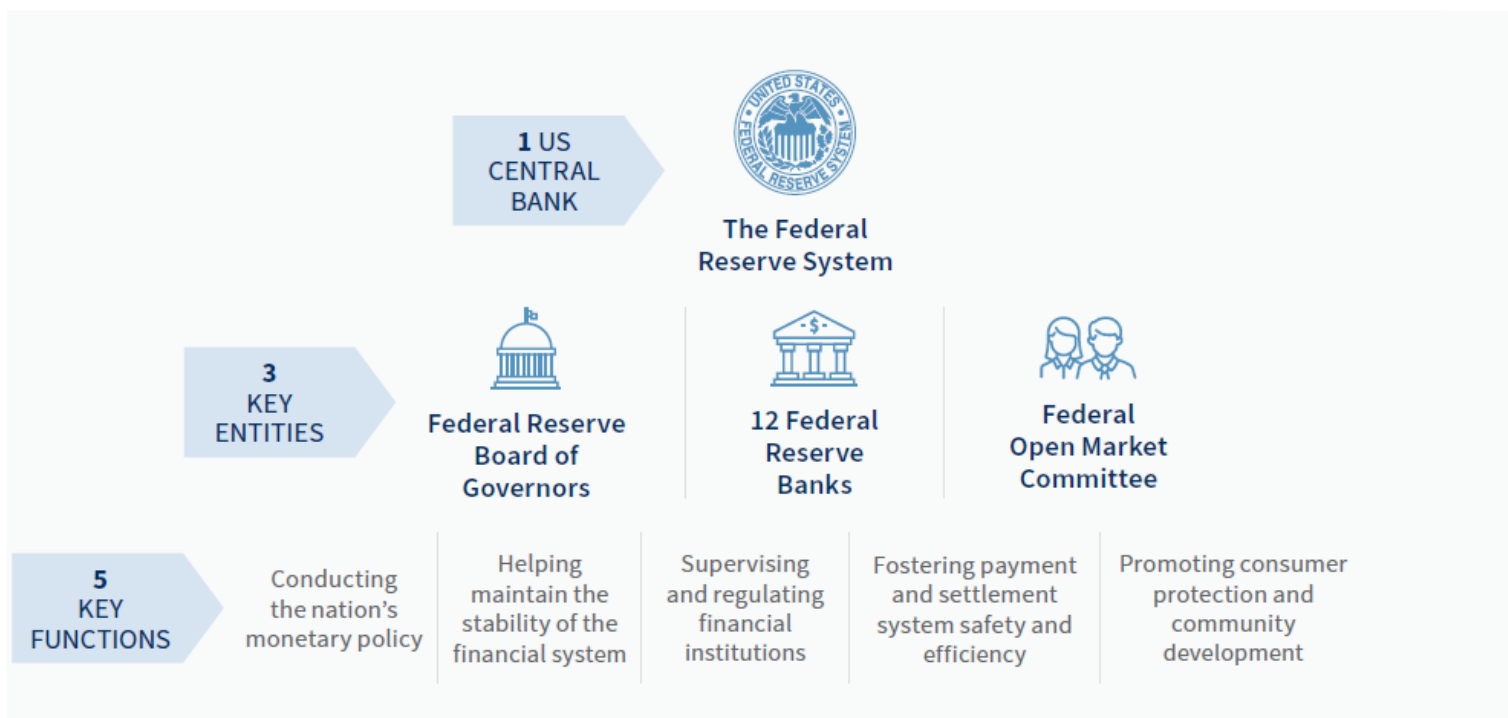 1 US
CENTRAL
BANK
UNITED STATES
FEDERAL RESERVE SYSTEM
The Federal
Reserve System
3
KEY
ENTITIES
Federal Reserve
Board of
Governors
-$-
12 Federal
Reserve
Banks
Federal
Open Market
Committee
5
KEY
FUNCTIONS
Conducting
the nation’s
monetary policy
Helping
maintain the
stability of the
financial system
Supervising
and regulating
financial
institutions
Fostering payment
and settlement
system safety and
efficiency
Promoting consumer
protection and
community
development